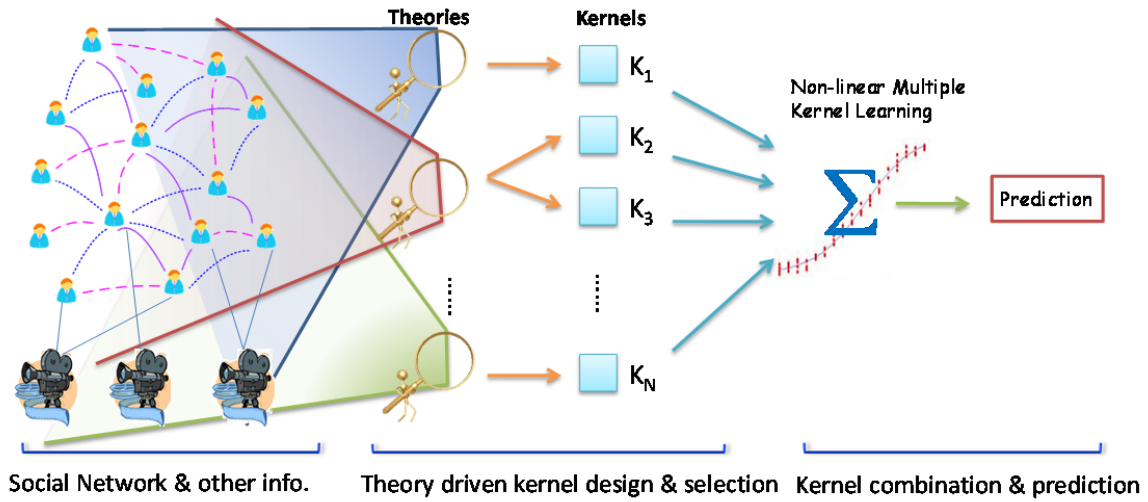 Theories
Kernels
K1
K2
K3
KN
Non-linear Multiple
Kernel Learning
Σ
Prediction
Social Network & other info.
Theory driven kernel design & selection
Kernel combination & prediction